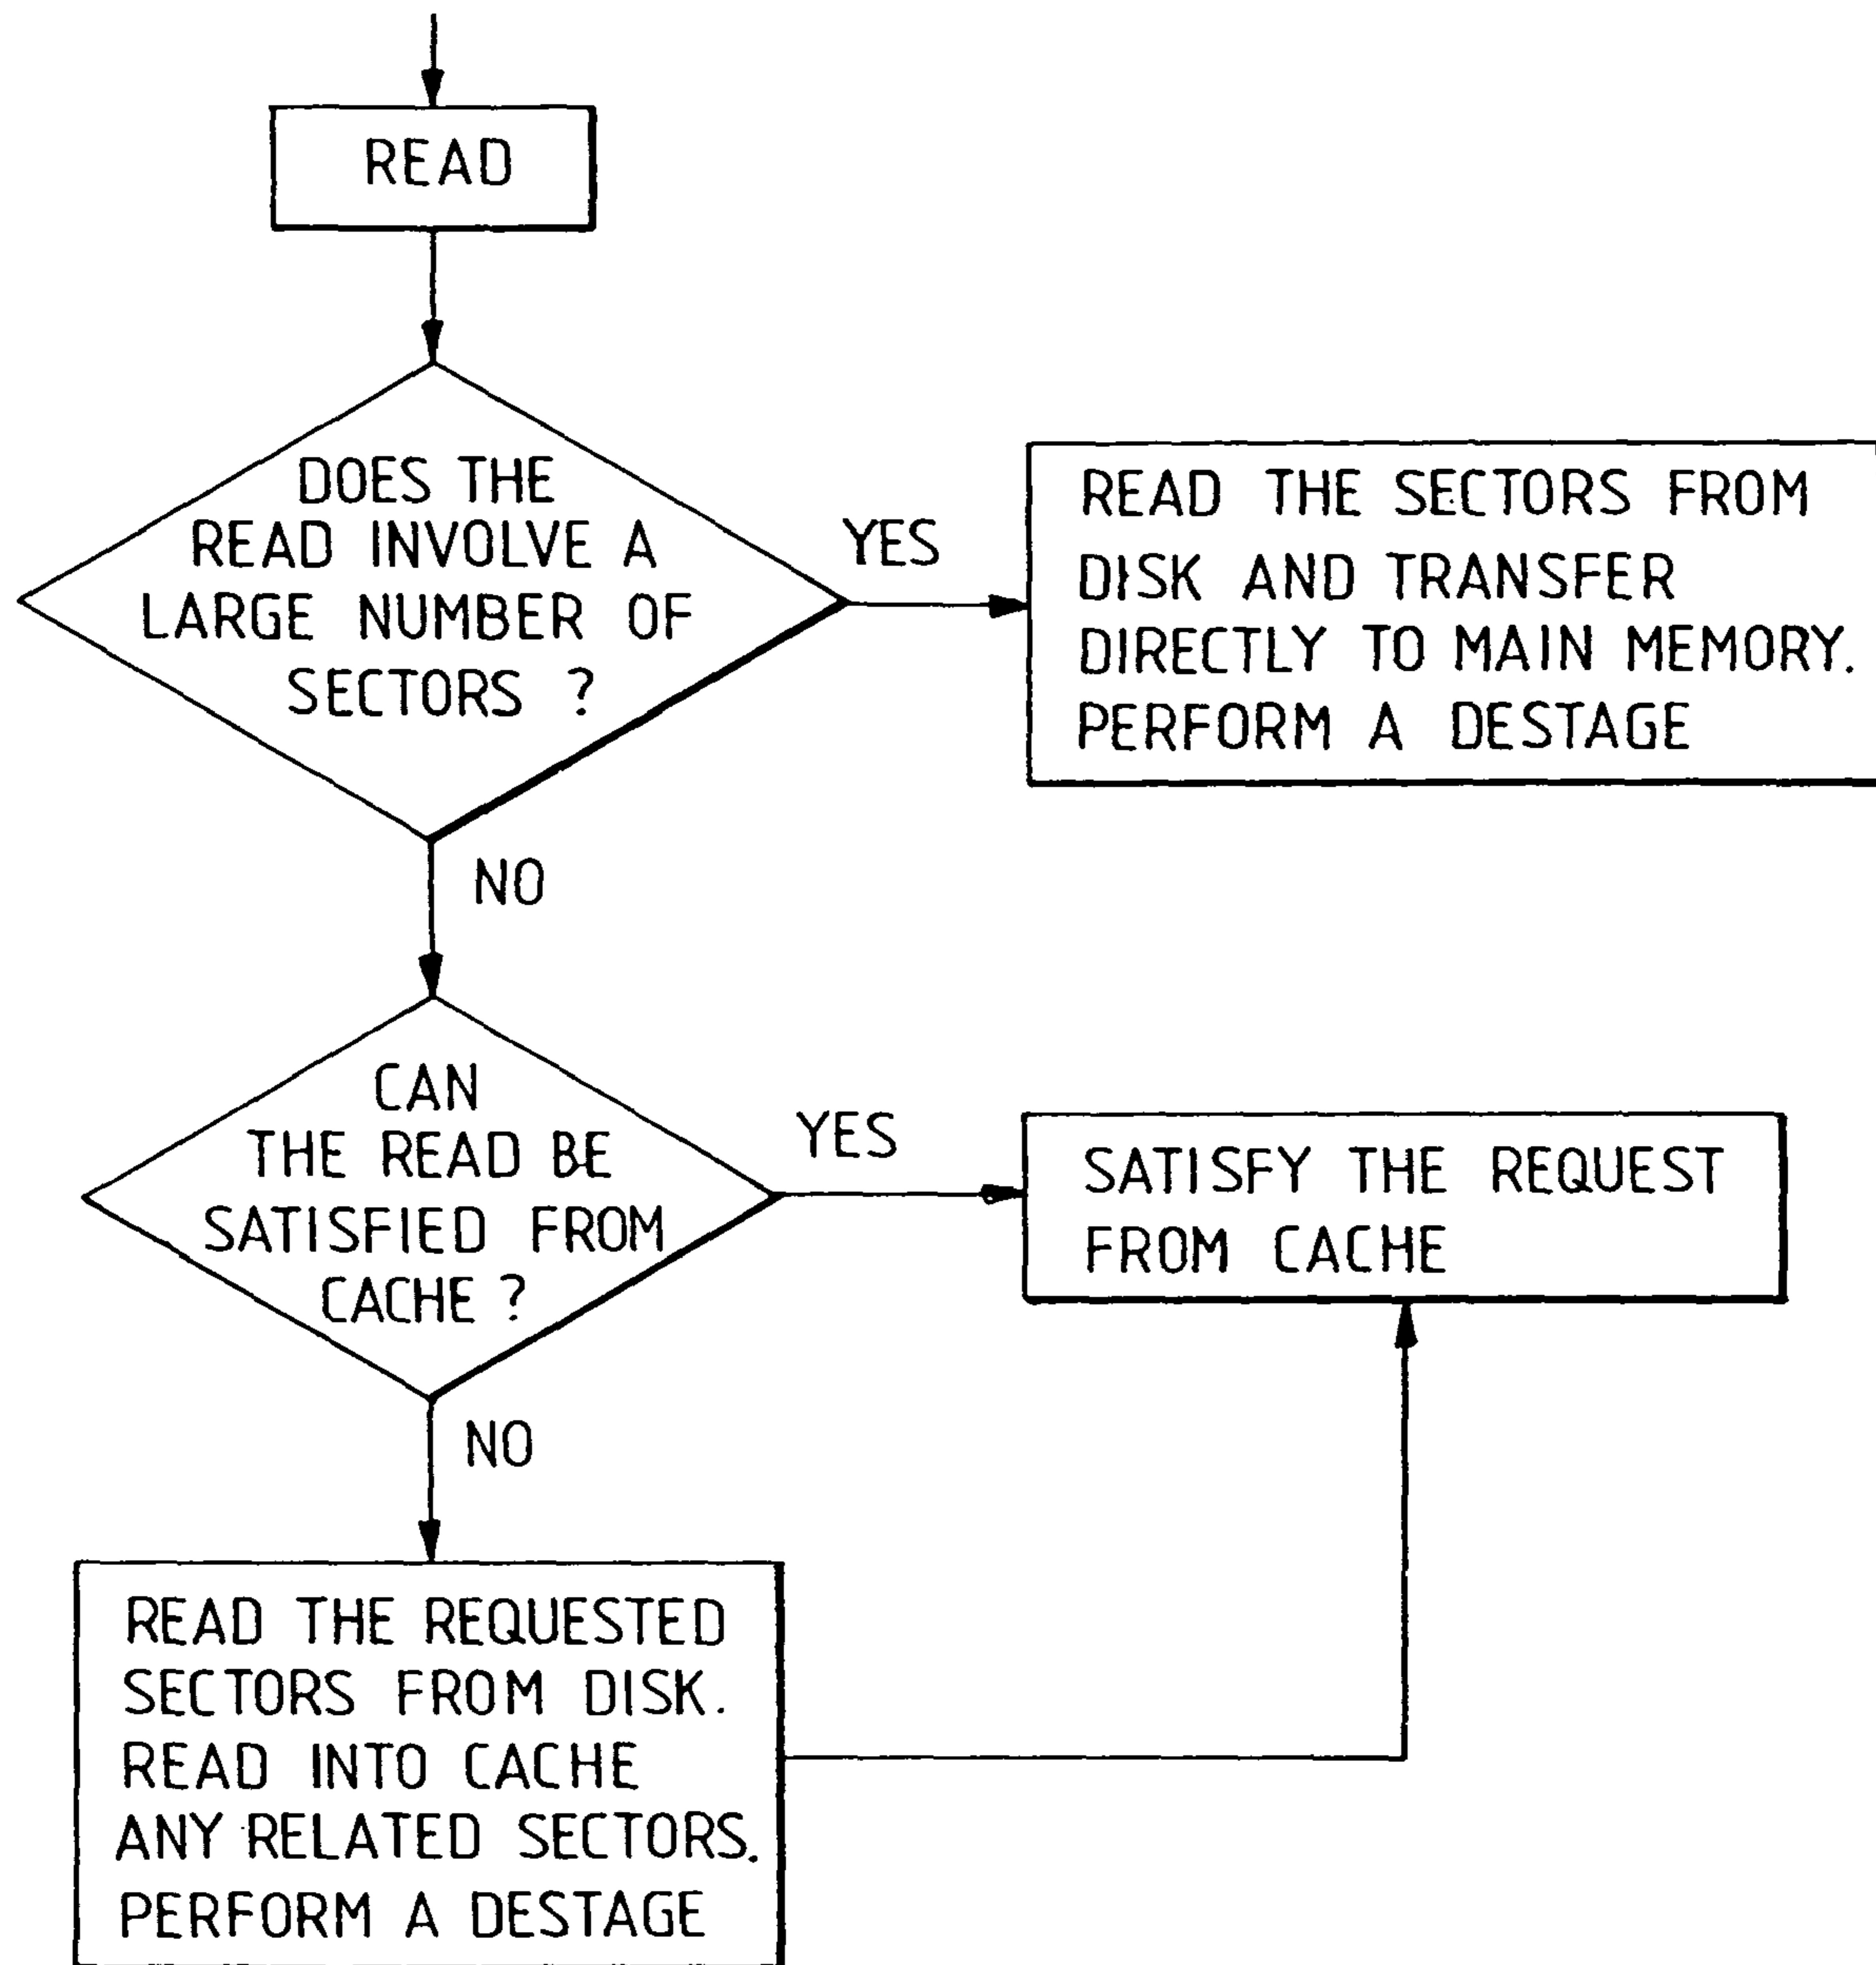 READ
DOES THE
READ INVOLVE A
LARGE NUMBER OF
SECTORS ?
YES
READ THE SECTORS FROM
DISK AND TRANSFER
DIRECTLY TO MAIN MEMORY.
PERFORM A DESTAGE
NO
CAN
THE READ BE
SATISFIED FROM
CACHE ?
YES
SATISFY THE REQUEST
FROM CACHE
NO
READ THE REQUESTED
SECTORS FROM DISK.
READ INTO CACHE
ANY RELATED SECTORS.
PERFORM A DESTAGE